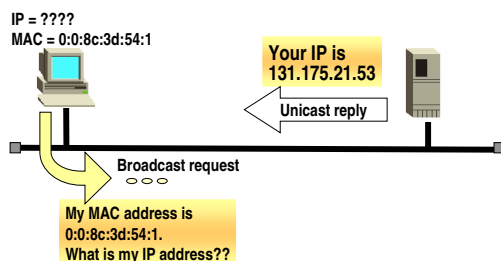 IP = ????
MAC = 0:0:8c:3d:54:1
Your IP is
131.175.21.53
Unicast reply
Broadcast request
My MAC address is
0:0:8c:3d:54:1.
What is my IP address??